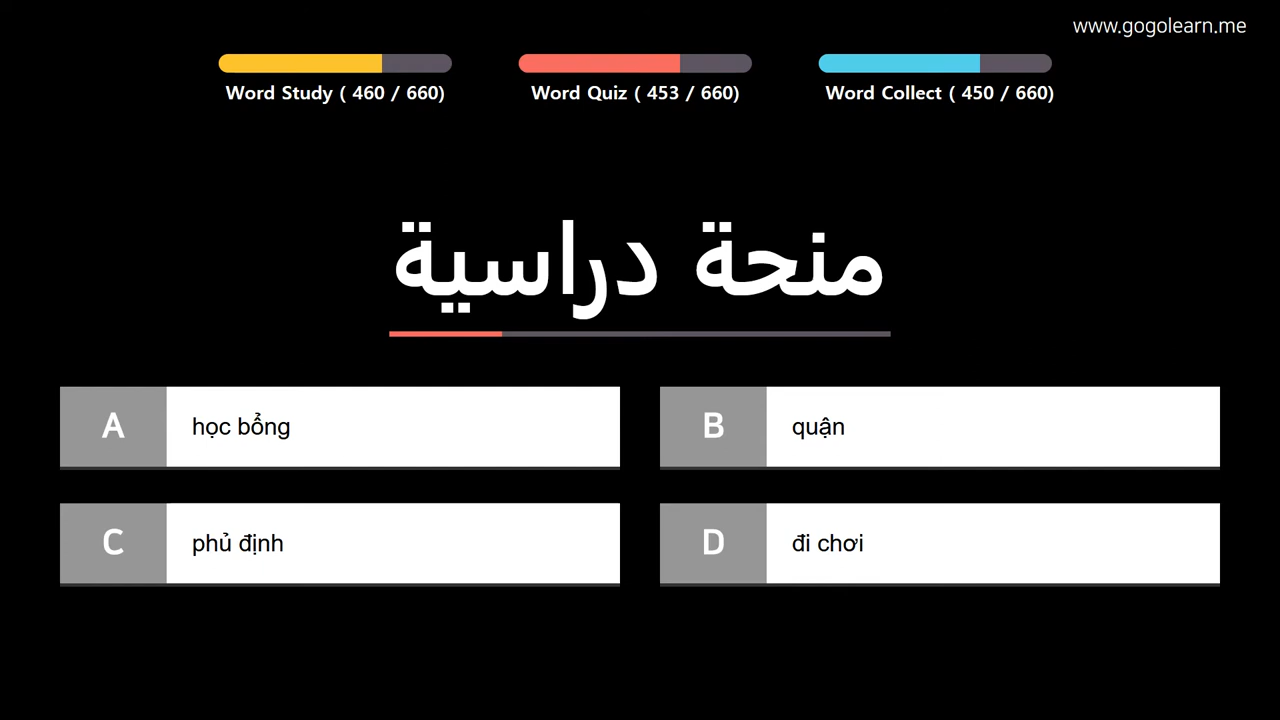 www.gogolearn.me
Word Study ( 460 / 660)
Word Quiz ( 453 / 660)
Word Collect ( 450 / 660)
منحة دراسية
A học bổng
B quận
C phủ định
D đi chơi